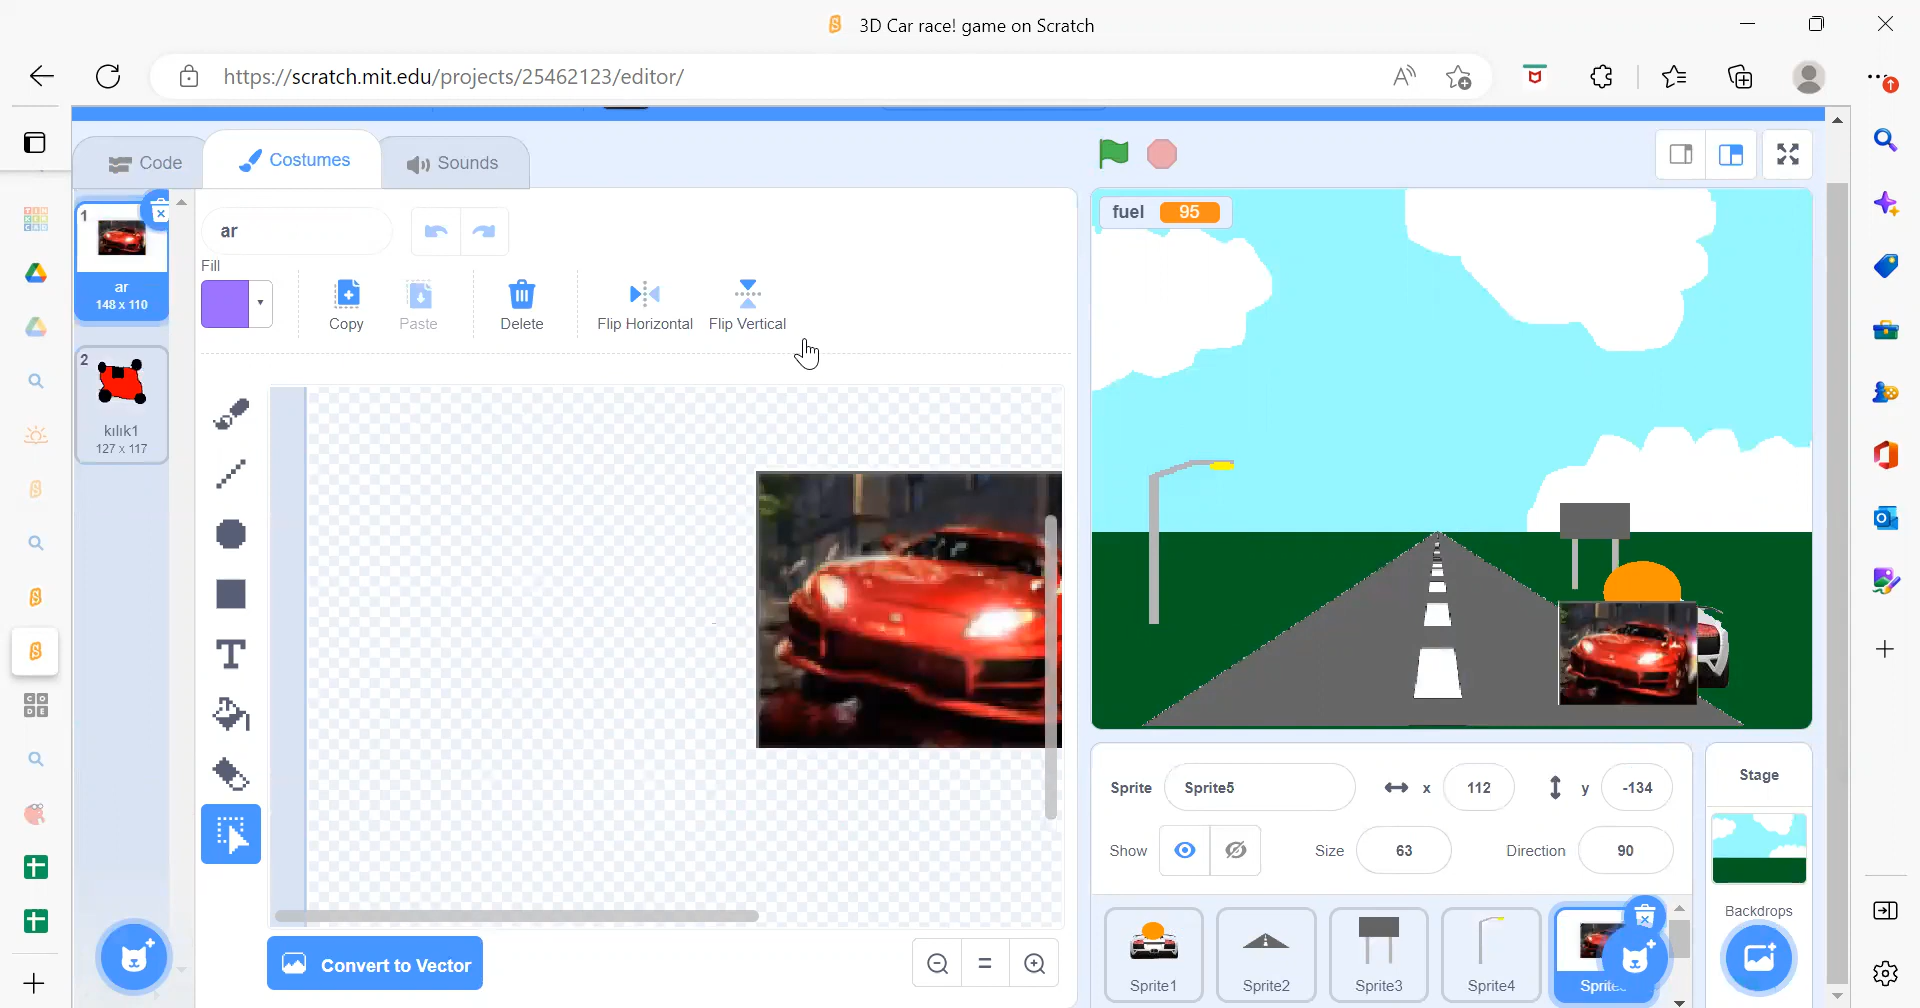 3D Car race! game on Scratch
https://scratch.mit.edu/projects/25462123/editor/
Code
Costumes
Sounds
1
ar
148 x 110
2
kılık1
127 x 117
ar
Fill
Copy
Paste
Delete
Flip Horizontal
Flip Vertical
T
Convert to Vector
fuel 95
Sprite Sprite5 x 112 y -134
Show Size 63 Direction 90
Stage
Backdrops
Sprite1
Sprite2
Sprite3
Sprite4